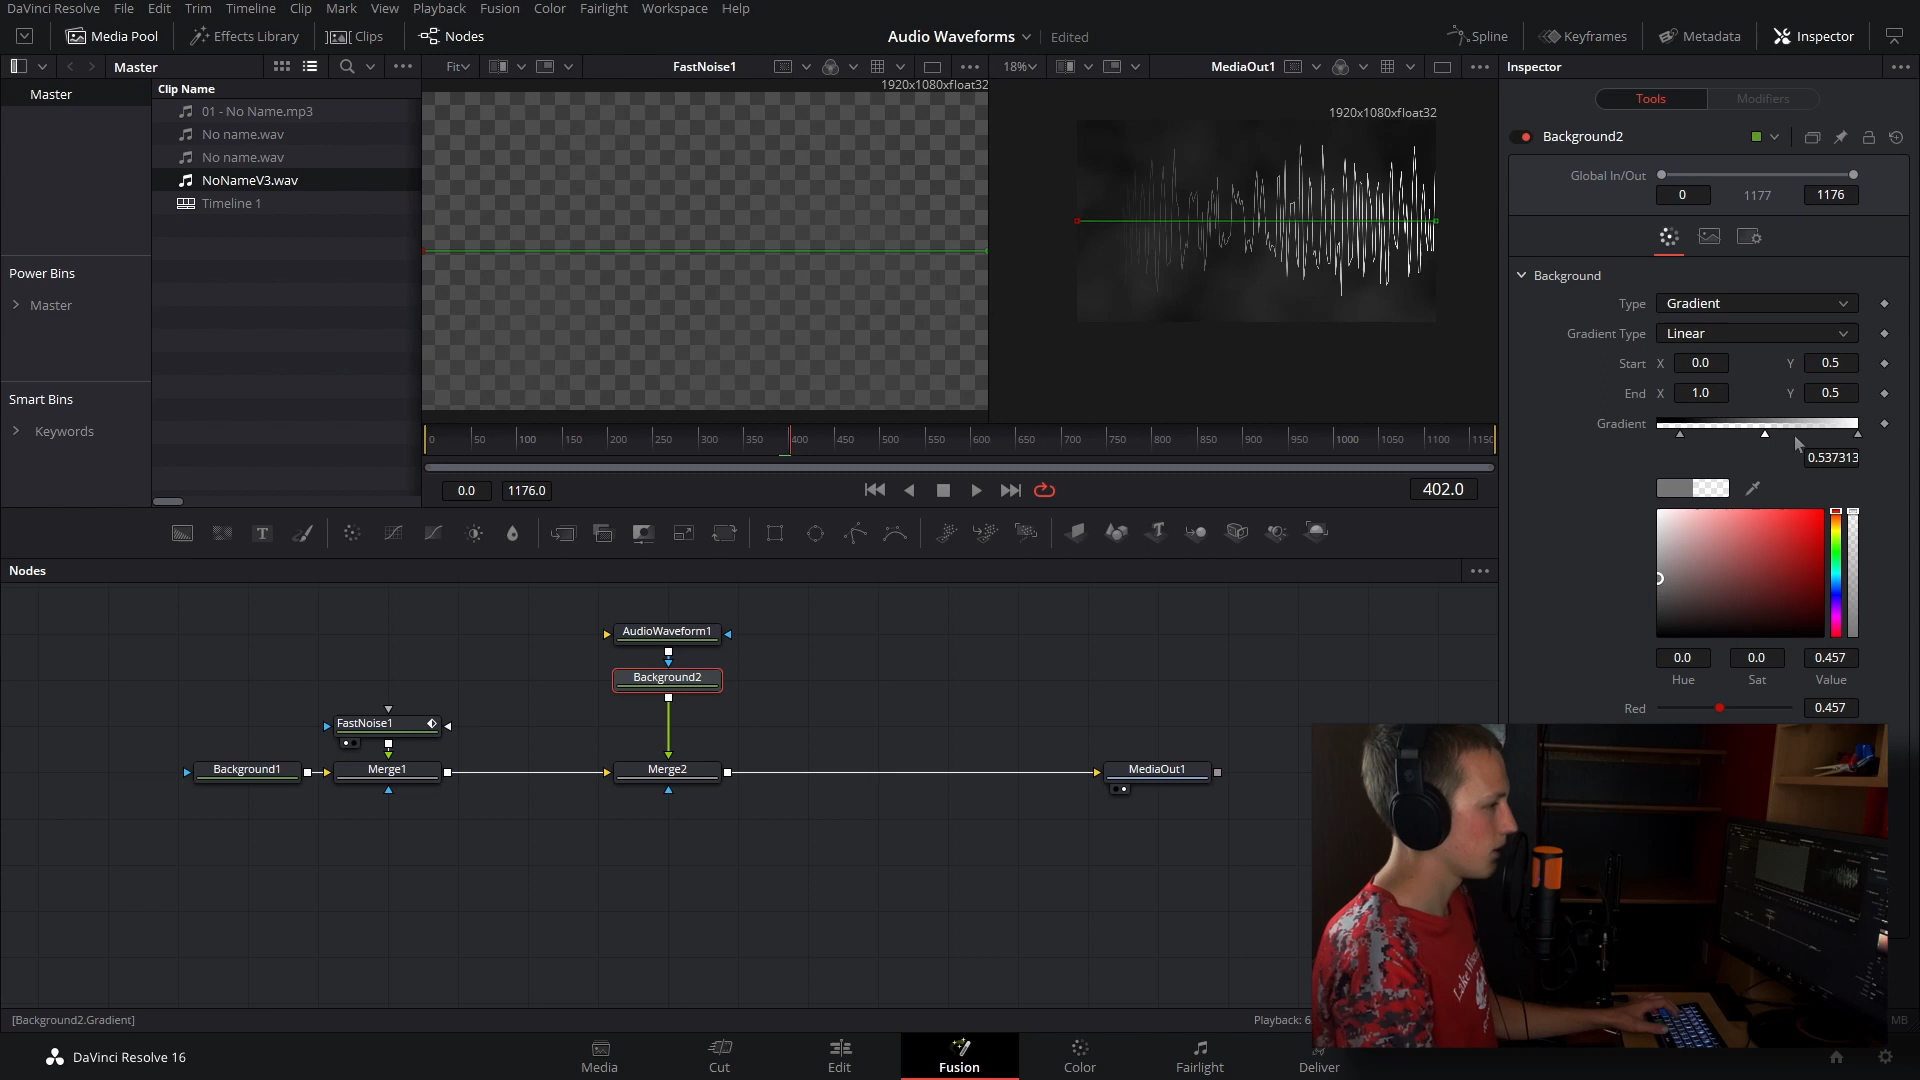 DaVinci Resolve File Edit Trim Timeline Clip Mark View Playback Fusion Color Fairlight Workspace Help
Media Pool Effects Library Clips Nodes Audio Waveforms Edited Spline Keyframes Metadata Inspector
Master Fit FastNoise1 18% MediaOut1 Inspector
Master
Clip Name
01 - No Name.mp3
No name.wav
No name.wav
NoNameV3.wav
Timeline 1
Power Bins
Master
Smart Bins
Keywords
1920x1080xfloat32
1920x1080xfloat32
0 50 100 150 200 250 300 350 400 450 500 550 600 650 700 750 800 850 900 950 1000 1050 1100 1150
0.0 1176.0 402.0
Tools Modifiers
Background2
Global In/Out
0 1177 1176
Background
Type Gradient
Gradient Type Linear
Start X 0.0 Y 0.5
End X 1.0 Y 0.5
Gradient
0.537313
0.0 0.0 0.457
Hue Sat Value
Red 0.457
Nodes
AudioWaveform1
Background2
FastNoise1
Background1 Merge1 Merge2 MediaOut1
[Background2.Gradient] Playback: 6 MB
DaVinci Resolve 16 Media Cut Edit Fusion Color Fairlight Deliver